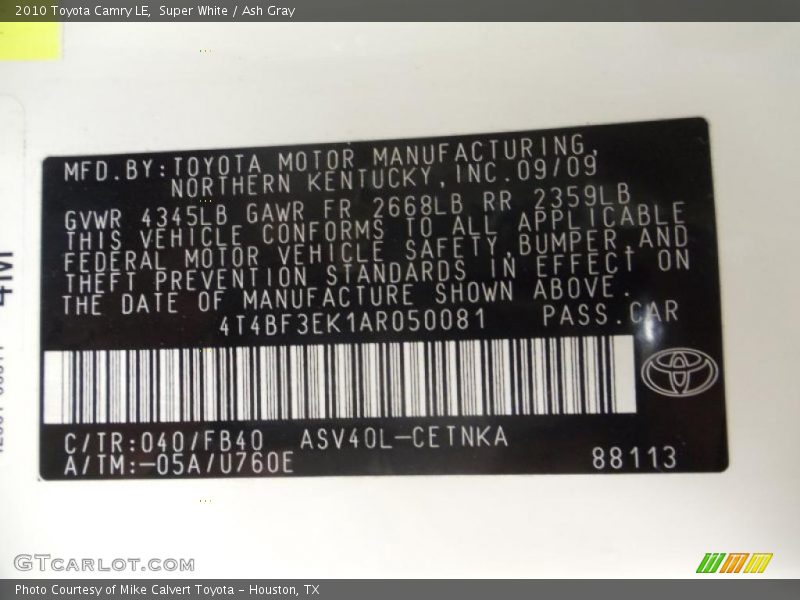 2010 Toyota Camry LE,  Super White / Ash Gray
MFD.BY:TOYOTA MOTOR MANUFACTURING,
NORTHERN KENTUCKY,INC.09/09
GVWR 4345LB GAWR FR 2668LB RR 2359LB
THIS VEHICLE CONFORMS TO ALL APPLICABLE
FEDERAL MOTOR VEHICLE SAFETY,BUMPER,AND
THEFT PREVENTION STANDARDS IN EFFECT ON
THE DATE OF MANUFACTURE SHOWN ABOVE.
4T4BF3EK1AR050081 PASS.CAR
C/TR:040/FB40 ASV40L-CETNKA
A/TM:-05A/U760E 88113
GTCARLOT.COM
Photo Courtesy of Mike Calvert Toyota - Houston, TX